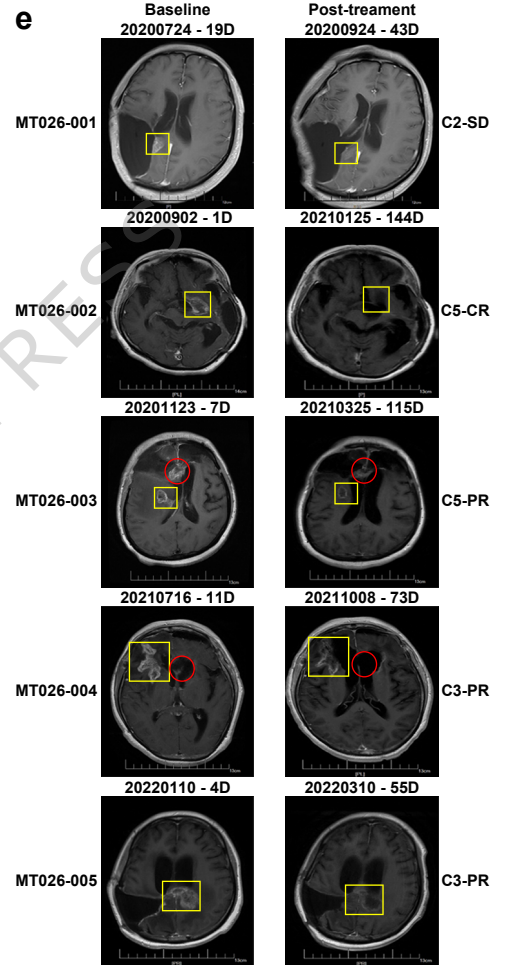 e
Baseline
Post-treament
20200724 - 19D
20200924 - 43D
MT026-001
C2-SD
20200902 - 1D
20210125 - 144D
MT026-002
C5-CR
20201123 - 7D
20210325 - 115D
MT026-003
C5-PR
20210716 - 11D
20211008 - 73D
MT026-004
C3-PR
20220110 - 4D
20220310 - 55D
MT026-005
C3-PR
RESS